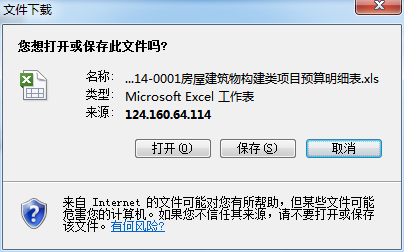 文件下载
您想打开或保存此文件吗?
名称: ...14-0001房屋建筑物构建类项目预算明细表.xls
类型: Microsoft Excel 工作表
来源: 124.160.64.114
打开(O) 保存(S) 取消
来自 Internet 的文件可能对您有所帮助,但某些文件可能
危害您的计算机。如果您不信任其来源,请不要打开或保存
该文件。有何风险?